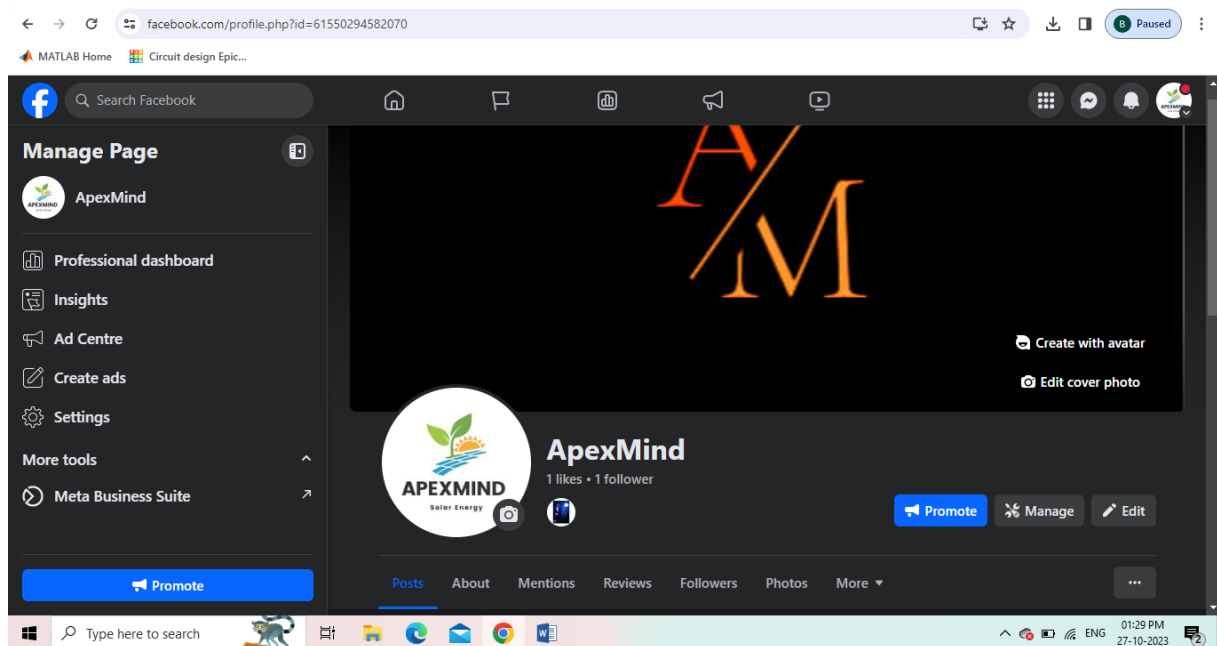 facebook.com/profile.php?id=61550294582070
B Paused
MATLAB Home Circuit design Epic...
Search Facebook
Manage Page
ApexMind
Professional dashboard
Insights
Ad Centre
Create ads
Settings
More tools
Meta Business Suite
Promote
A/M
Create with avatar
Edit cover photo
APEXMIND
Solar Energy
ApexMind
1 likes • 1 follower
Promote Manage Edit
Posts About Mentions Reviews Followers Photos More
Type here to search
W
ENG
01:29 PM
27-10-2023
2